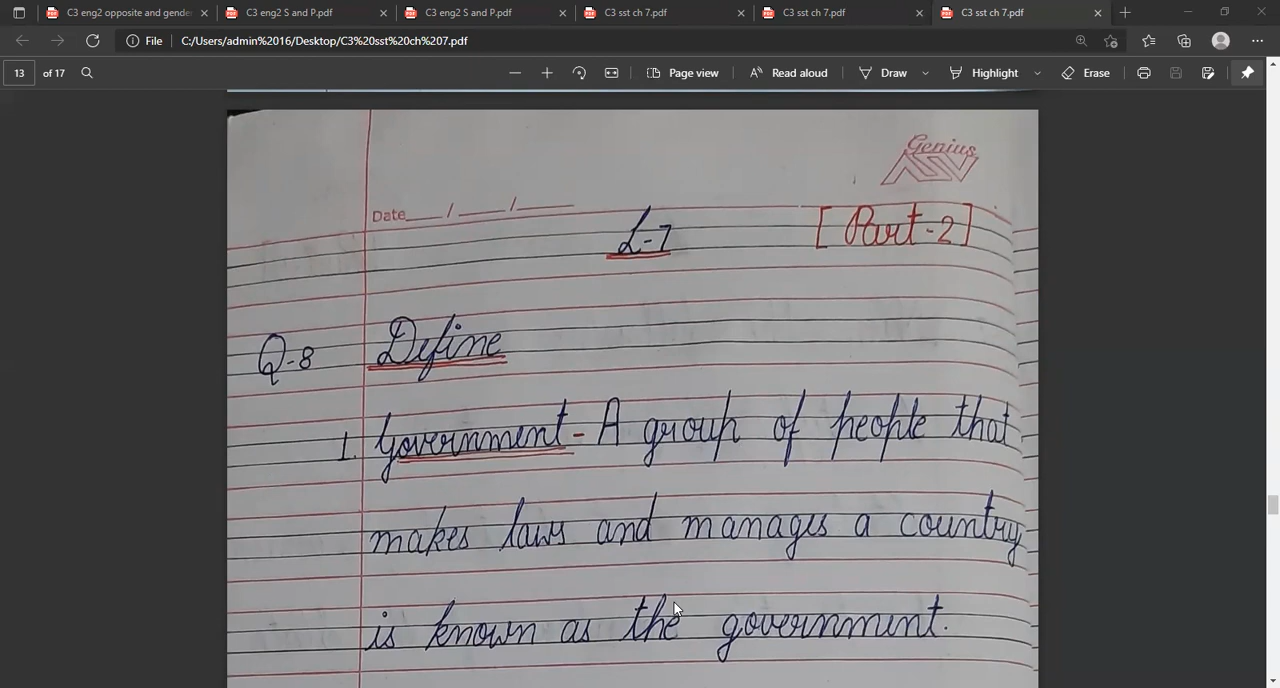 C3 eng2 opposite and gende
C3 eng2 S and P.pdf
C3 eng2 S and P.pdf
C3 sst ch 7.pdf
C3 sst ch 7.pdf
C3 sst ch 7.pdf
File C:/Users/admin%2016/Desktop/C3%20sst%20ch%207.pdf
13 of 17 Page view Read aloud Draw Highlight Erase
Genius
Date___/___/___
L-7 [Part-2]
Q-8 Define
1. Government - A group of people that
makes laws and manages a country
is known as the government.